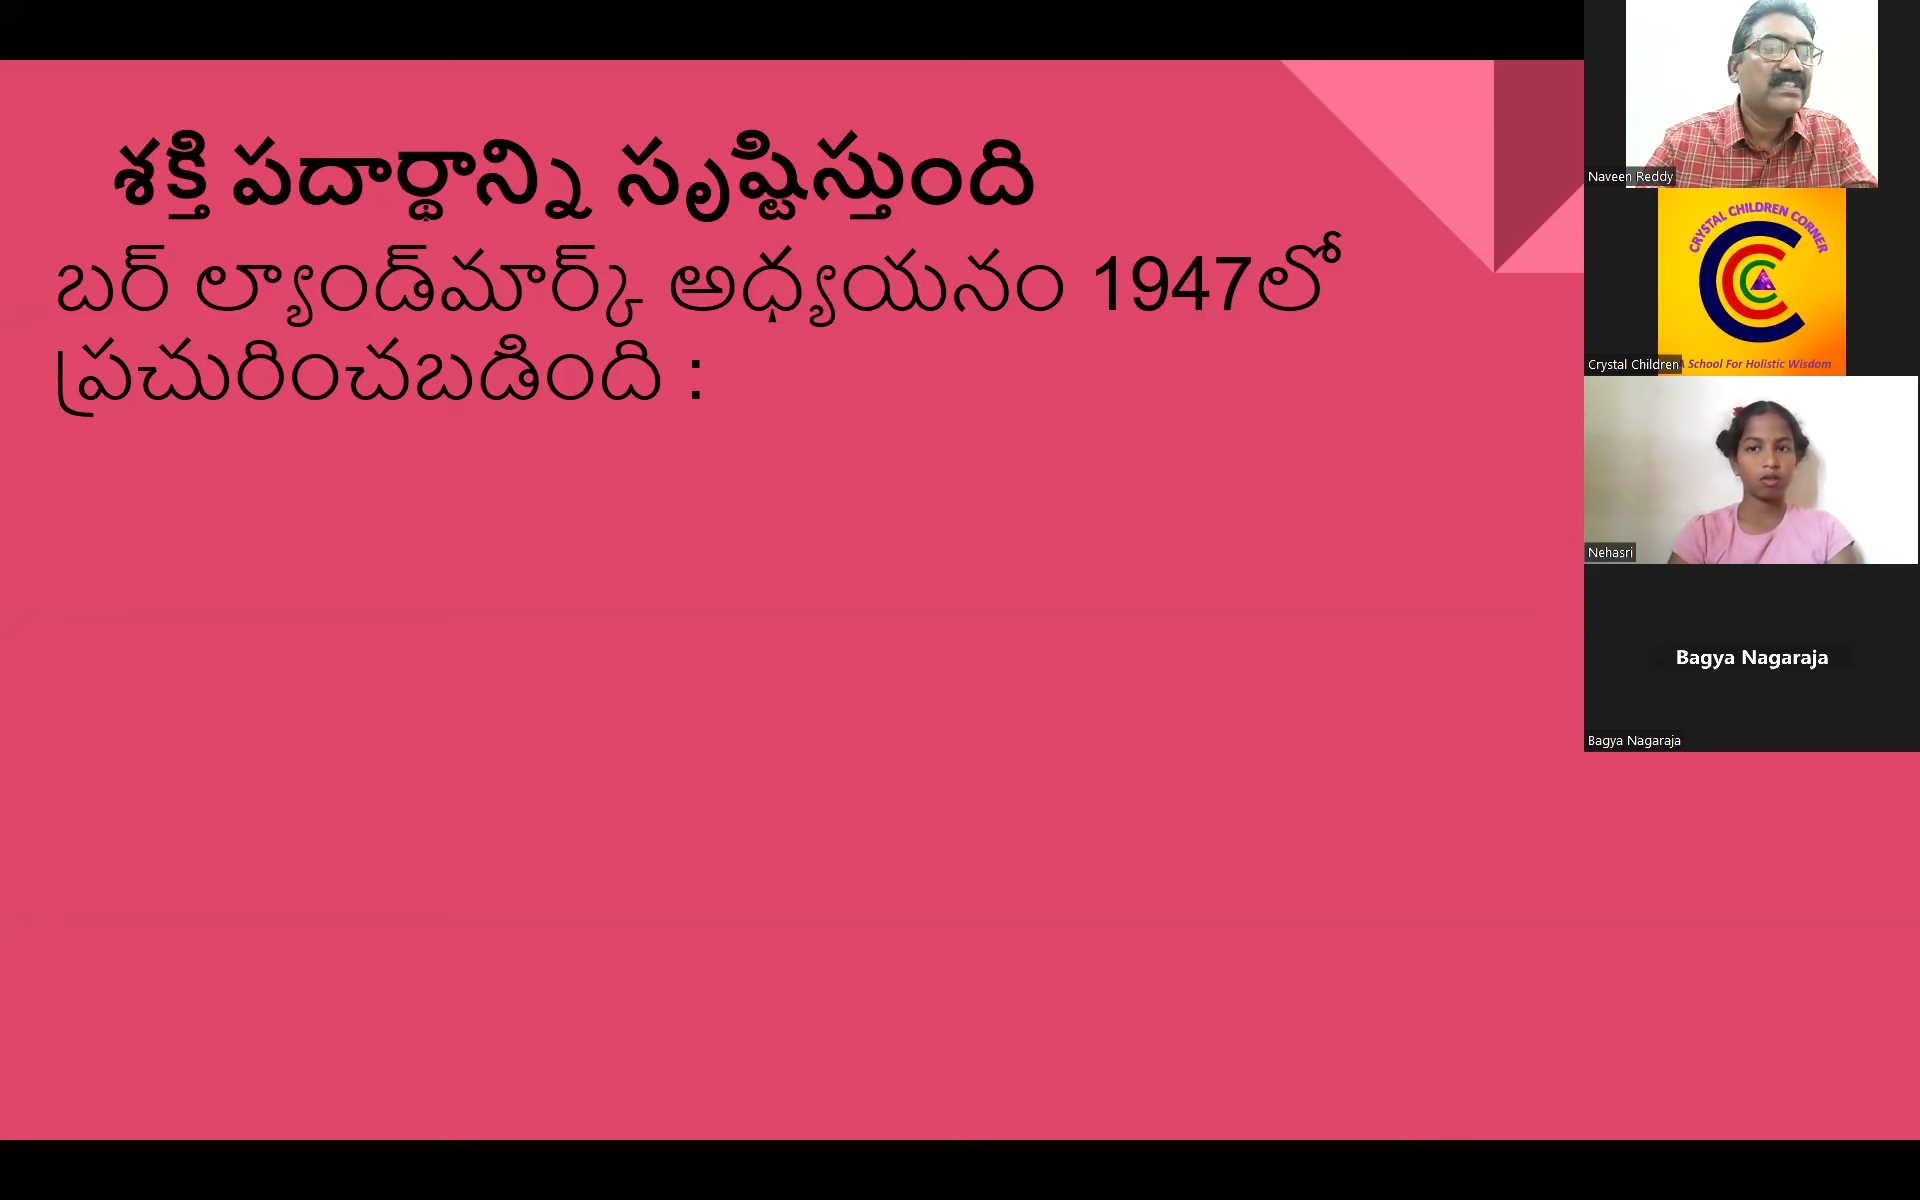 శక్తి పదార్థాన్ని సృష్టిస్తుంది
బర్ ల్యాండ్‌మార్క్ అధ్యయనం 1947లో
ప్రచురించబడింది :
Naveen Reddy
CRYSTAL CHILDREN CORNER
A School For Holistic Wisdom
Crystal Children
Nehasri
Bagya Nagaraja
Bagya Nagaraja